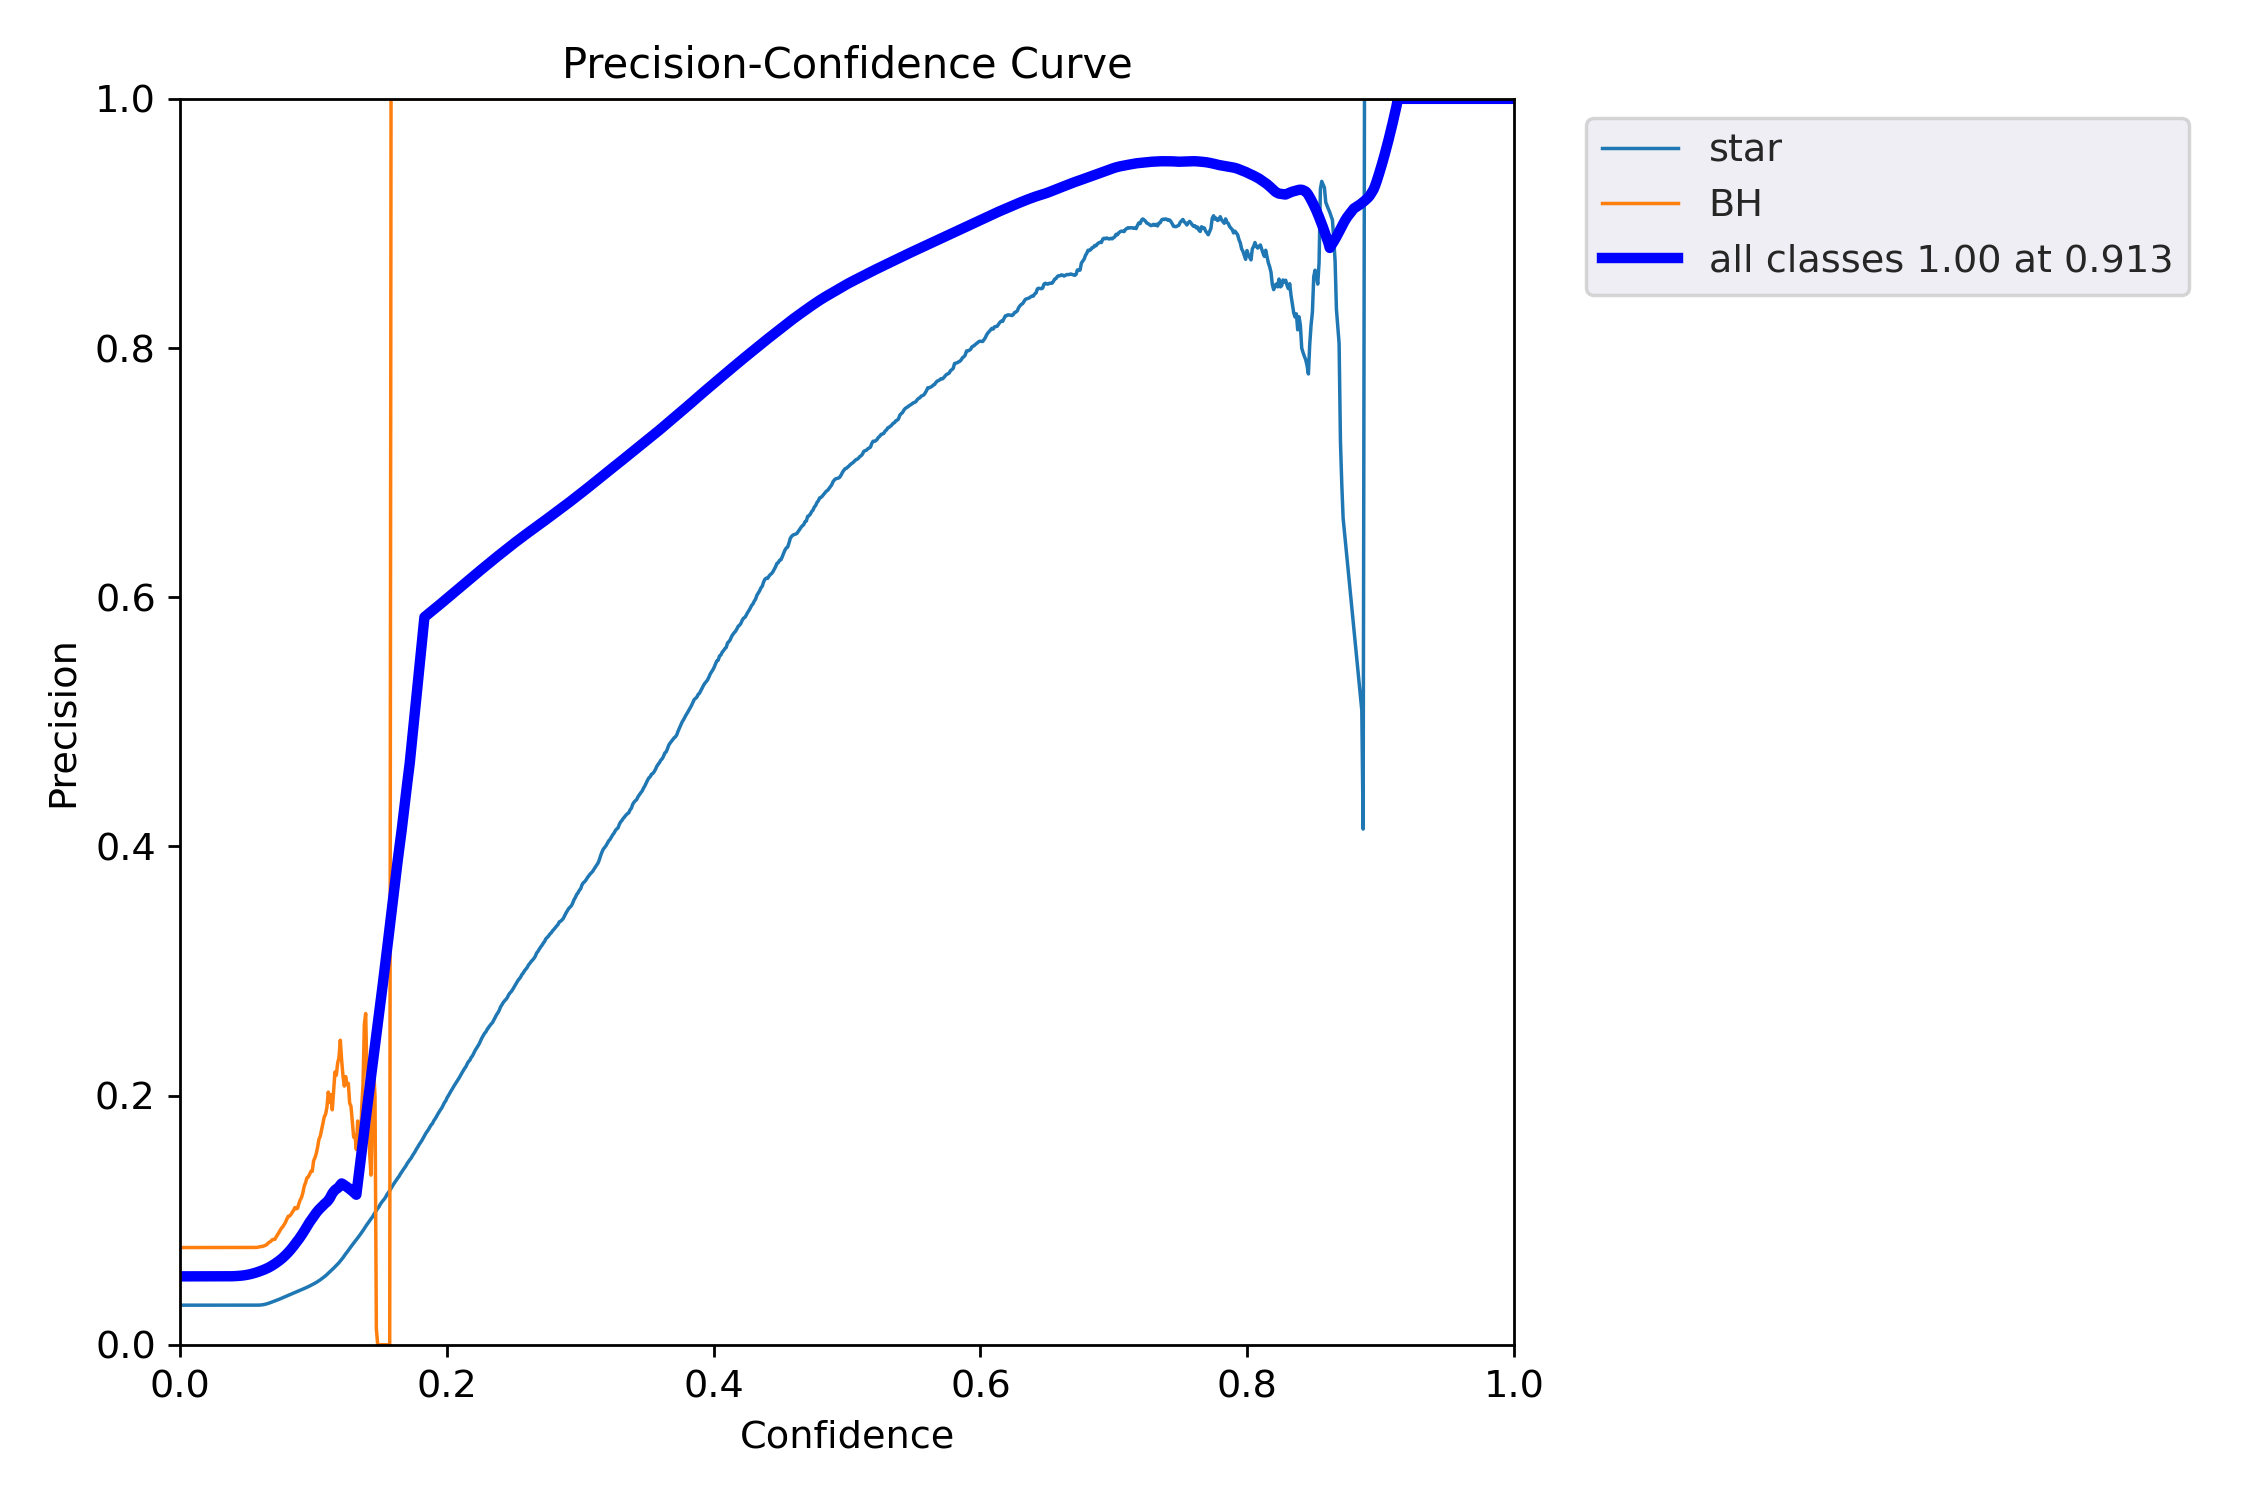 Precision-Confidence Curve
1.0
0.8
0.6
0.4
0.2
0.0
Precision
0.0 0.2 0.4 0.6 0.8 1.0
Confidence
star
BH
all classes 1.00 at 0.913